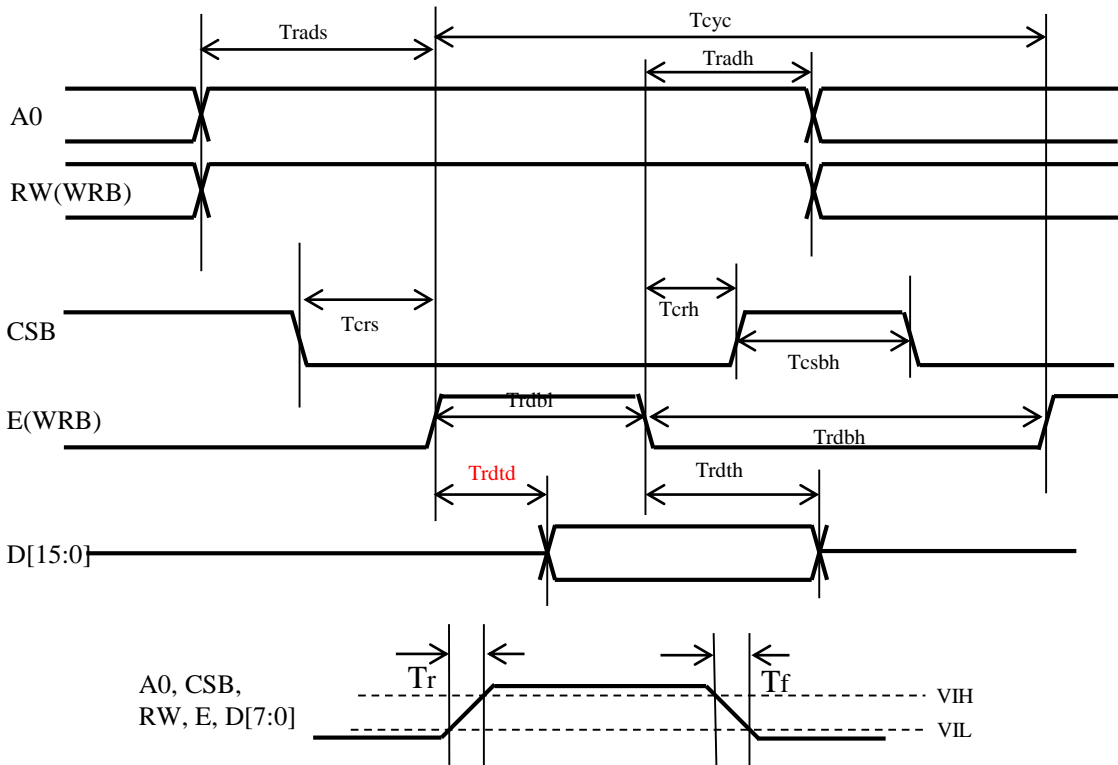 Tcyc
Trads
Tradh
A0
RW(WRB)
Tcrs
Tcrh
CSB
Tcsbh
Trdbl
E(WRB)
Trdbh
Trdtd
Trdth
D[15:0]
Tr
Tf
A0, CSB,
RW, E, D[7:0]
VIH
VIL